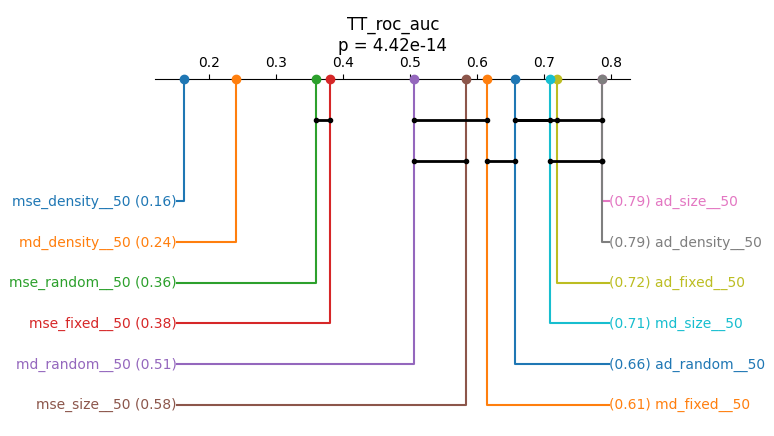 TT_roc_auc
p = 4.42e-14
0.2 0.3 0.4 0.5 0.6 0.7 0.8
mse_density__50 (0.16)
(0.79) ad_size__50
md_density__50 (0.24)
(0.79) ad_density__50
mse_random__50 (0.36)
(0.72) ad_fixed__50
mse_fixed__50 (0.38)
(0.71) md_size__50
md_random__50 (0.51)
(0.66) ad_random__50
mse_size__50 (0.58)
(0.61) md_fixed__50